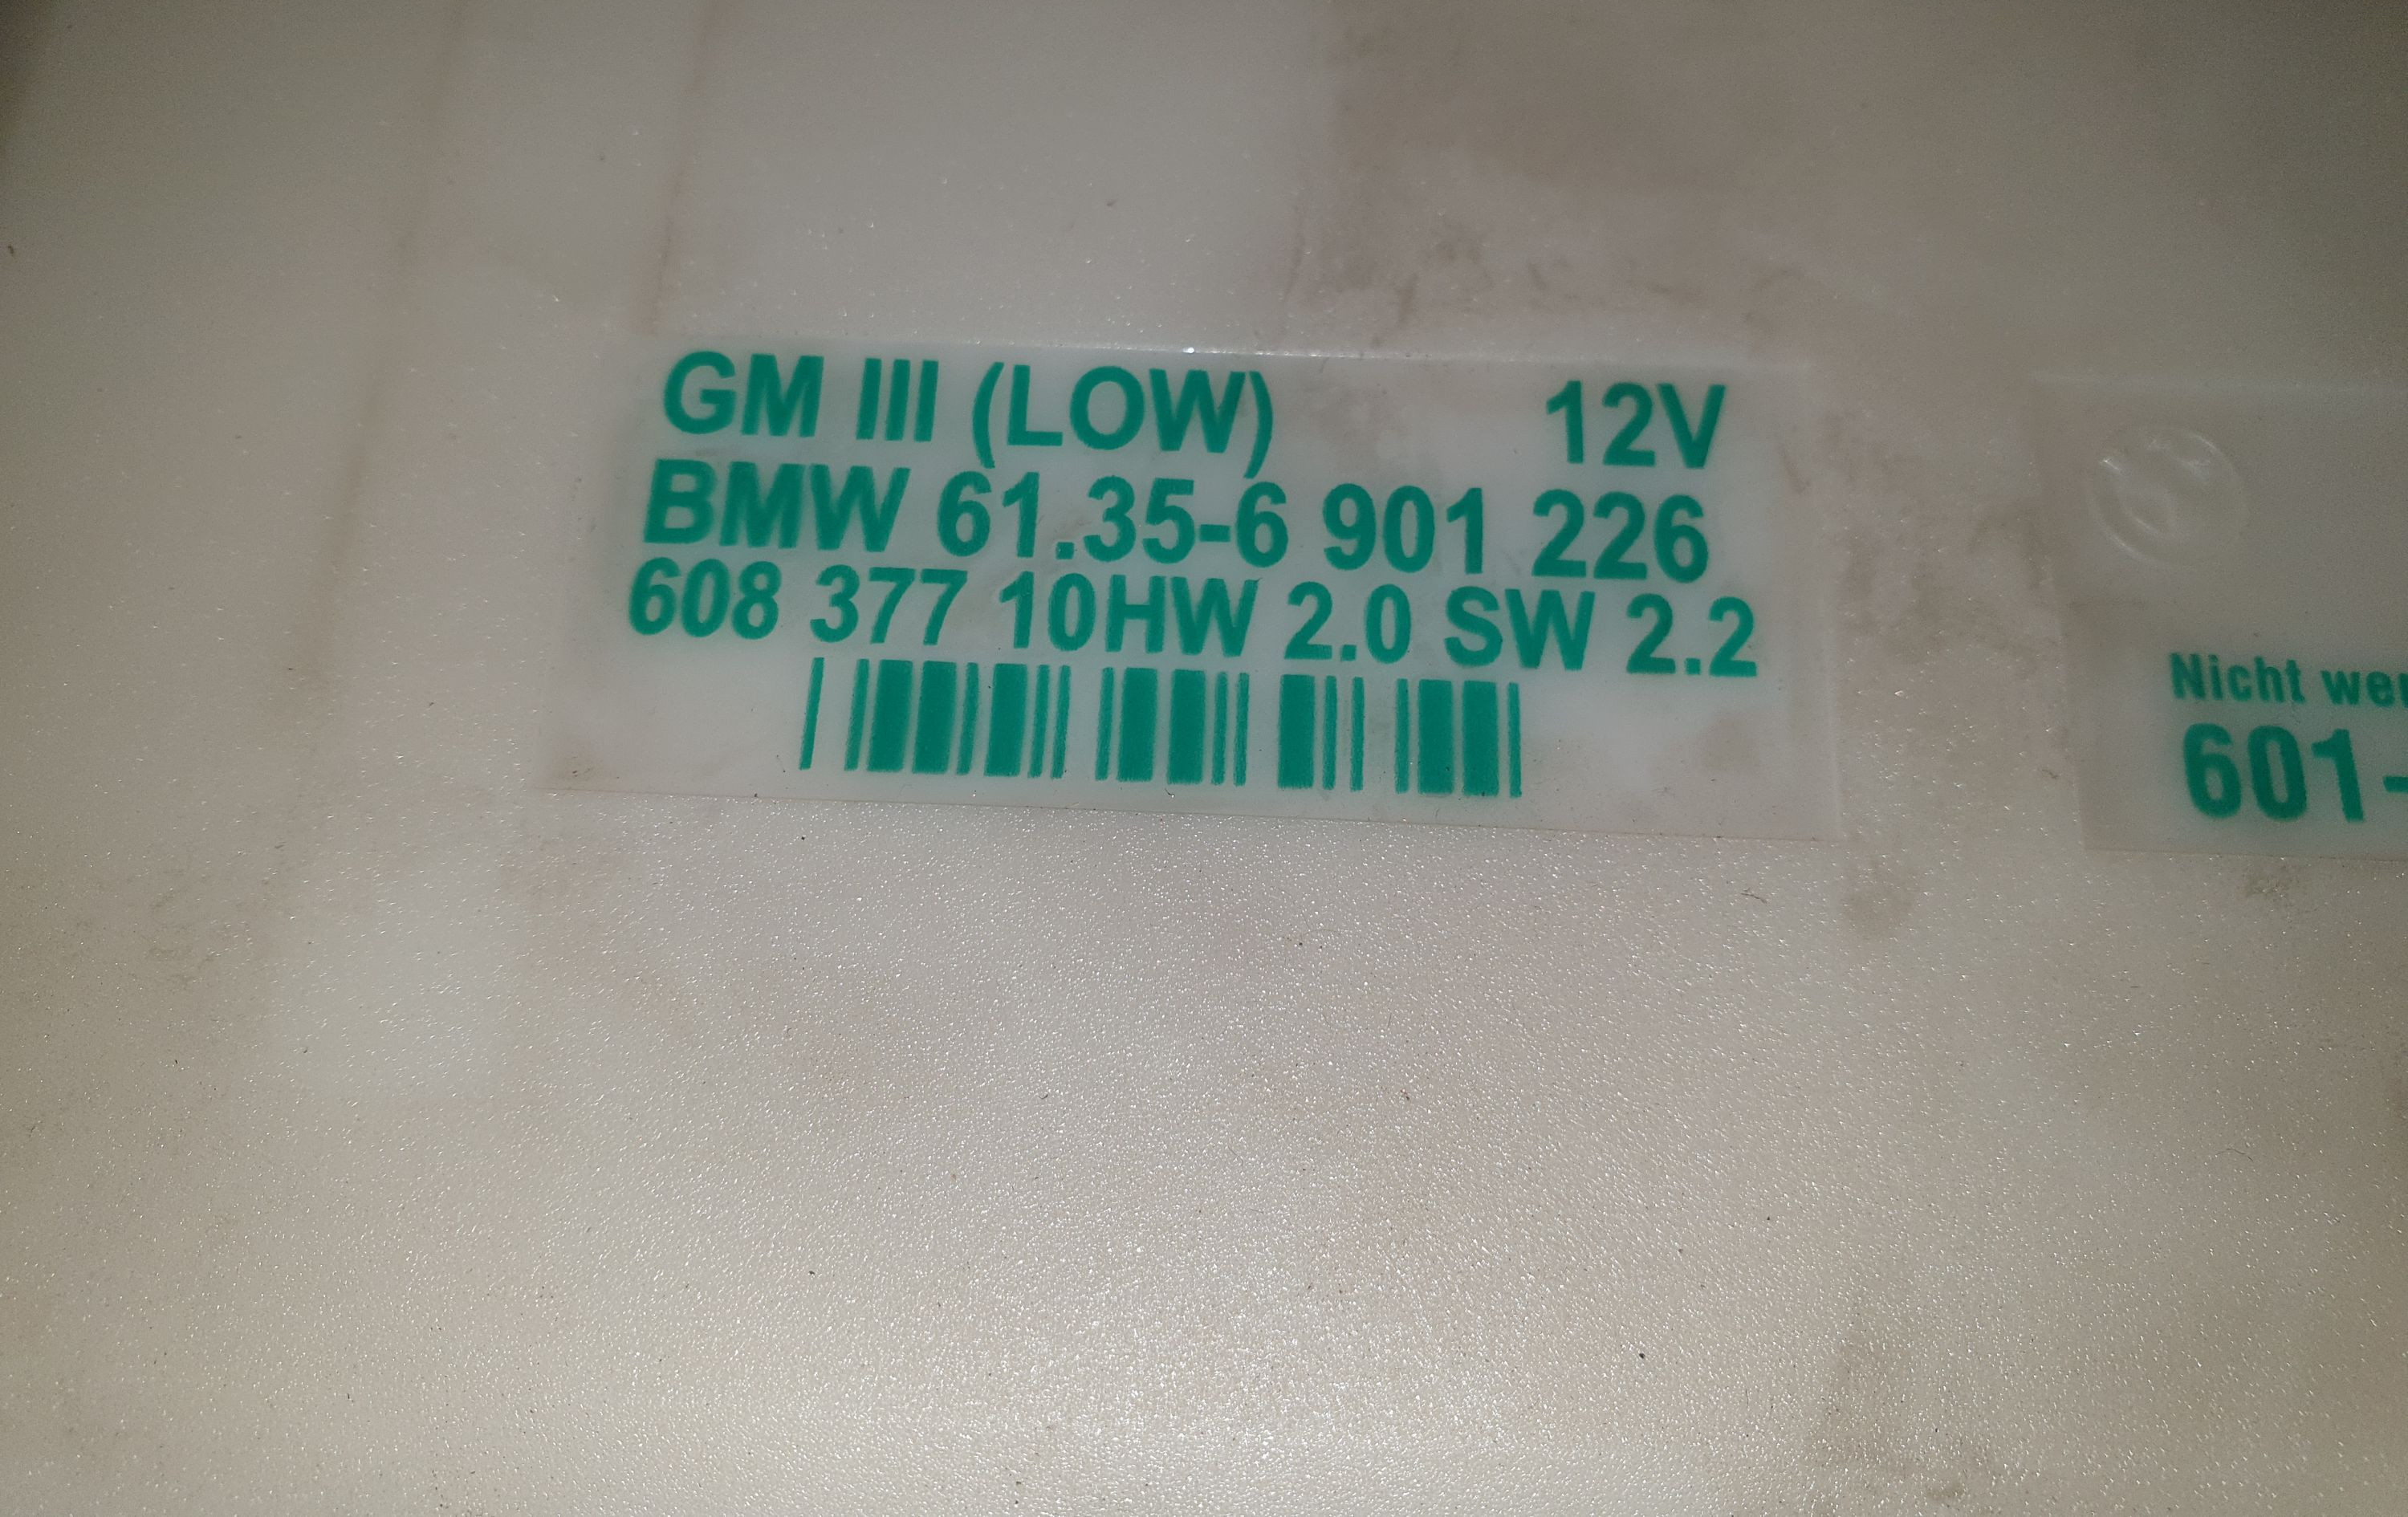 GM III (LOW) 12V
BMW 61.35-6 901 226
608 377 10HW 2.0 SW 2.2
Nicht
601-